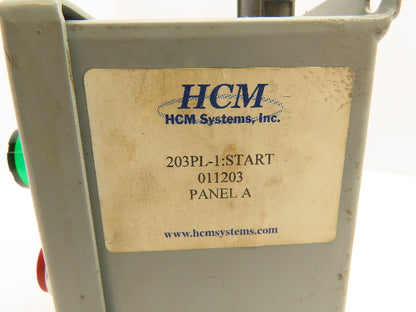 HCM
HCM Systems, Inc.
203PL-1:START
011203
PANEL A
www.hcmsystems.com